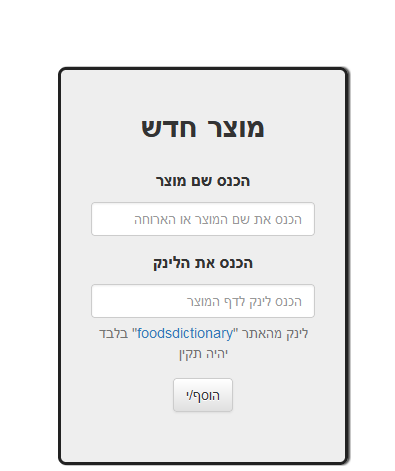 מוצר חדש
הכנס שם מוצר
הכנס את שם המוצר או הארוחה
הכנס את הלינק
הכנס לינק לדף המוצר
לינק מהאתר "foodsdictionary" בלבד
יהיה תקין
הוסף/י